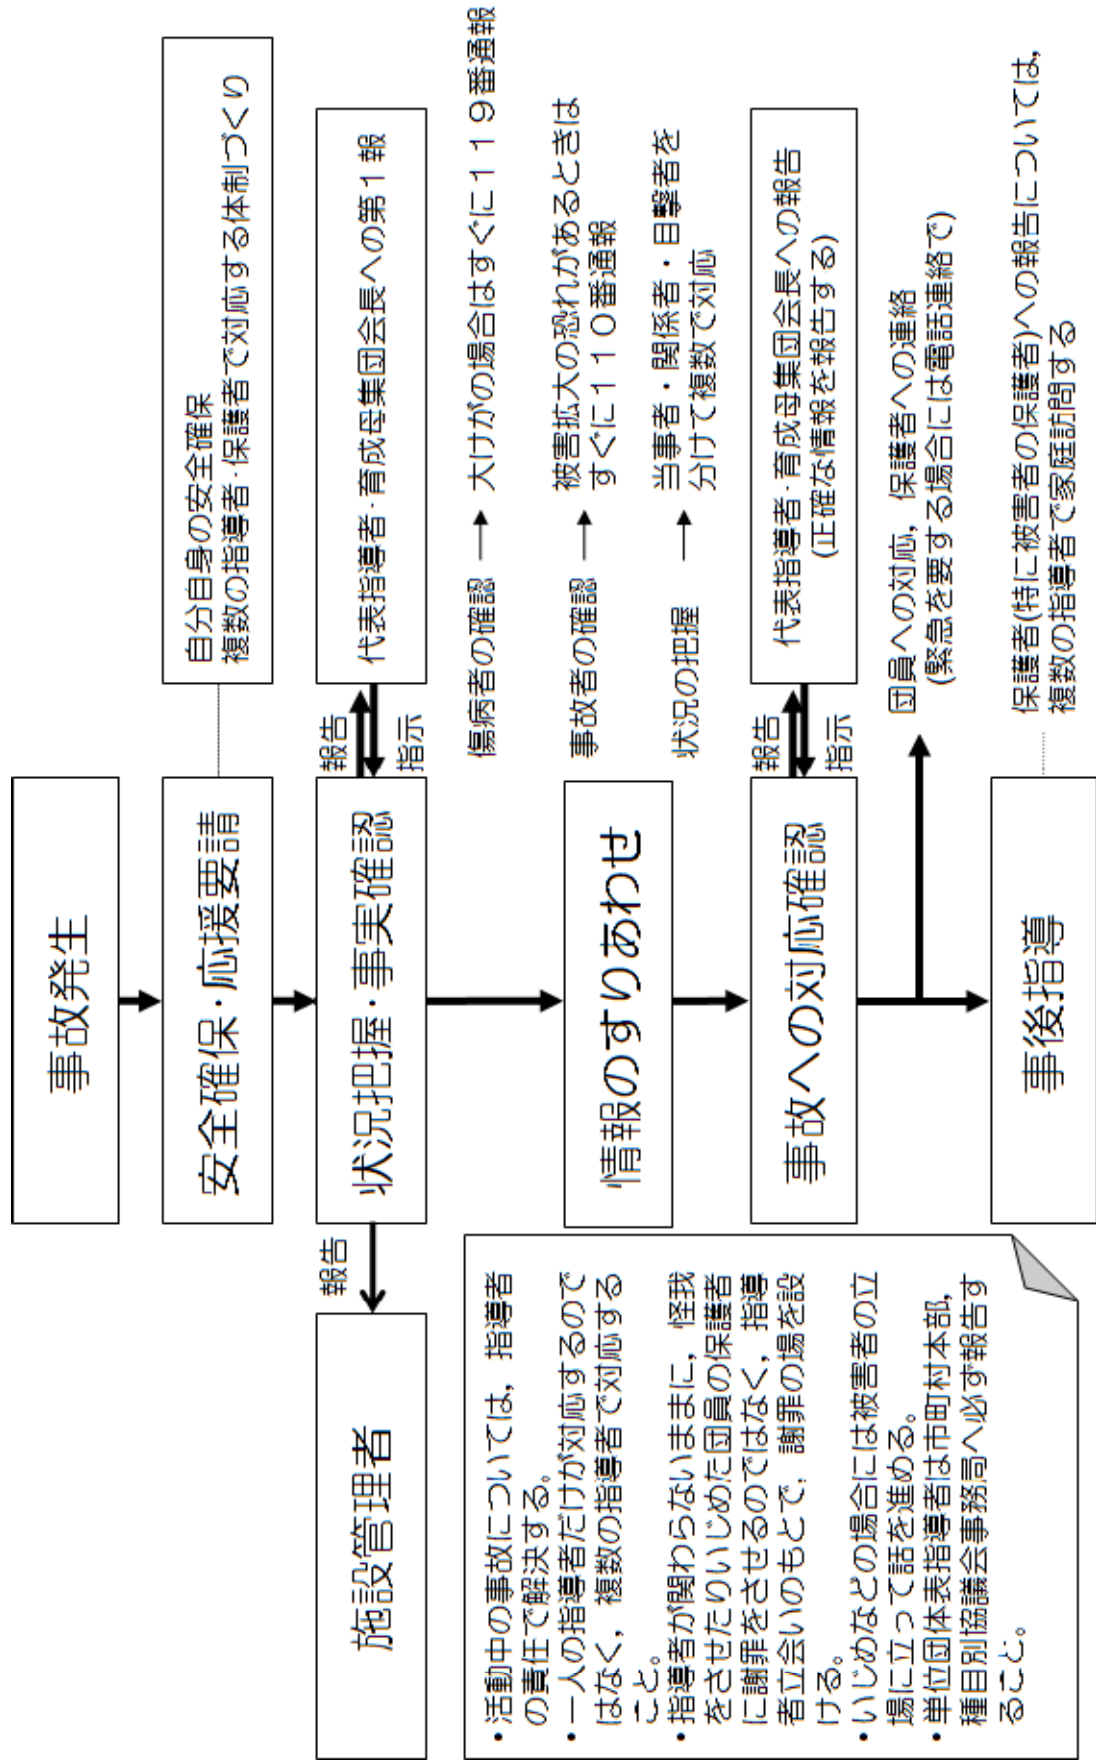 事故発生
安全確保・応援要請
自分自身の安全確保
複数の指導者・保護者で対応する体制づくり
状況把握・事実確認
報告
指示
代表指導者・育成母集団会長への第１報
報告
施設管理者
傷病者の確認 → 大けがの場合はすぐに１１９番通報
事故者の確認 → 被害拡大の恐れがあるときは
すぐに１１０番通報
状況の把握 → 当事者・関係者・目撃者を
分けて複数で対応
情報のすりあわせ
事故への対応確認
報告
指示
代表指導者・育成母集団会長への報告
(正確な情報を報告する)
団員への対応，保護者への連絡
(緊急を要する場合には電話連絡で)
事後指導
保護者(特に被害者の保護者)への報告については，
複数の指導者で家庭訪問する
・活動中の事故については，指導者
の責任で解決する。
・一人の指導者だけが対応するので
はなく，複数の指導者で対応する
こと。
・指導者が関わらないままに，怪我
をさせたりいじめた団員の保護者
に謝罪をさせるのではなく，指導
者立会いのもとで，謝罪の場を設
ける。
・いじめなどの場合には被害者の立
場に立って話を進める。
・単位団体表指導者は市町村本部，
種目別協議会事務局へ必ず報告す
ること。